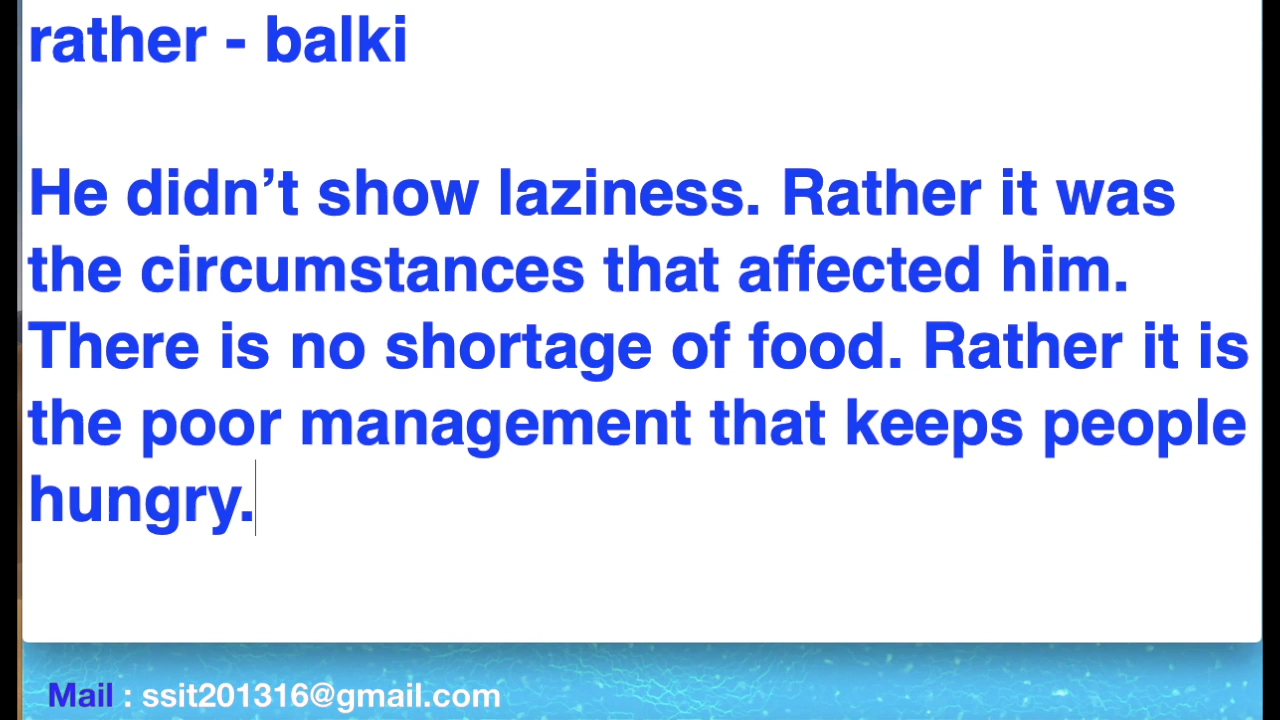 rather - balki
He didn’t show laziness. Rather it was
the circumstances that affected him.
There is no shortage of food. Rather it is
the poor management that keeps people
hungry.
Mail : ssit201316@gmail.com